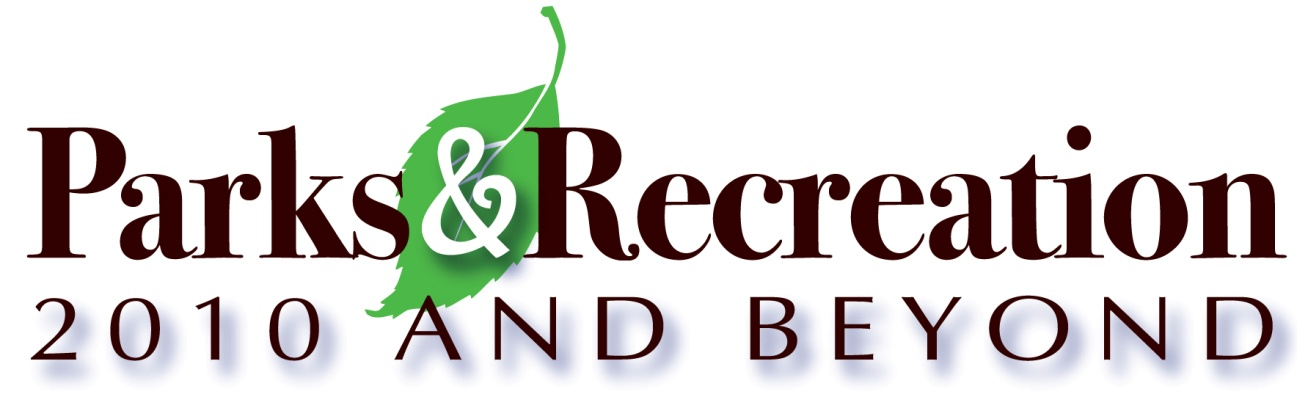 Parks & Recreation
2010 AND BEYOND